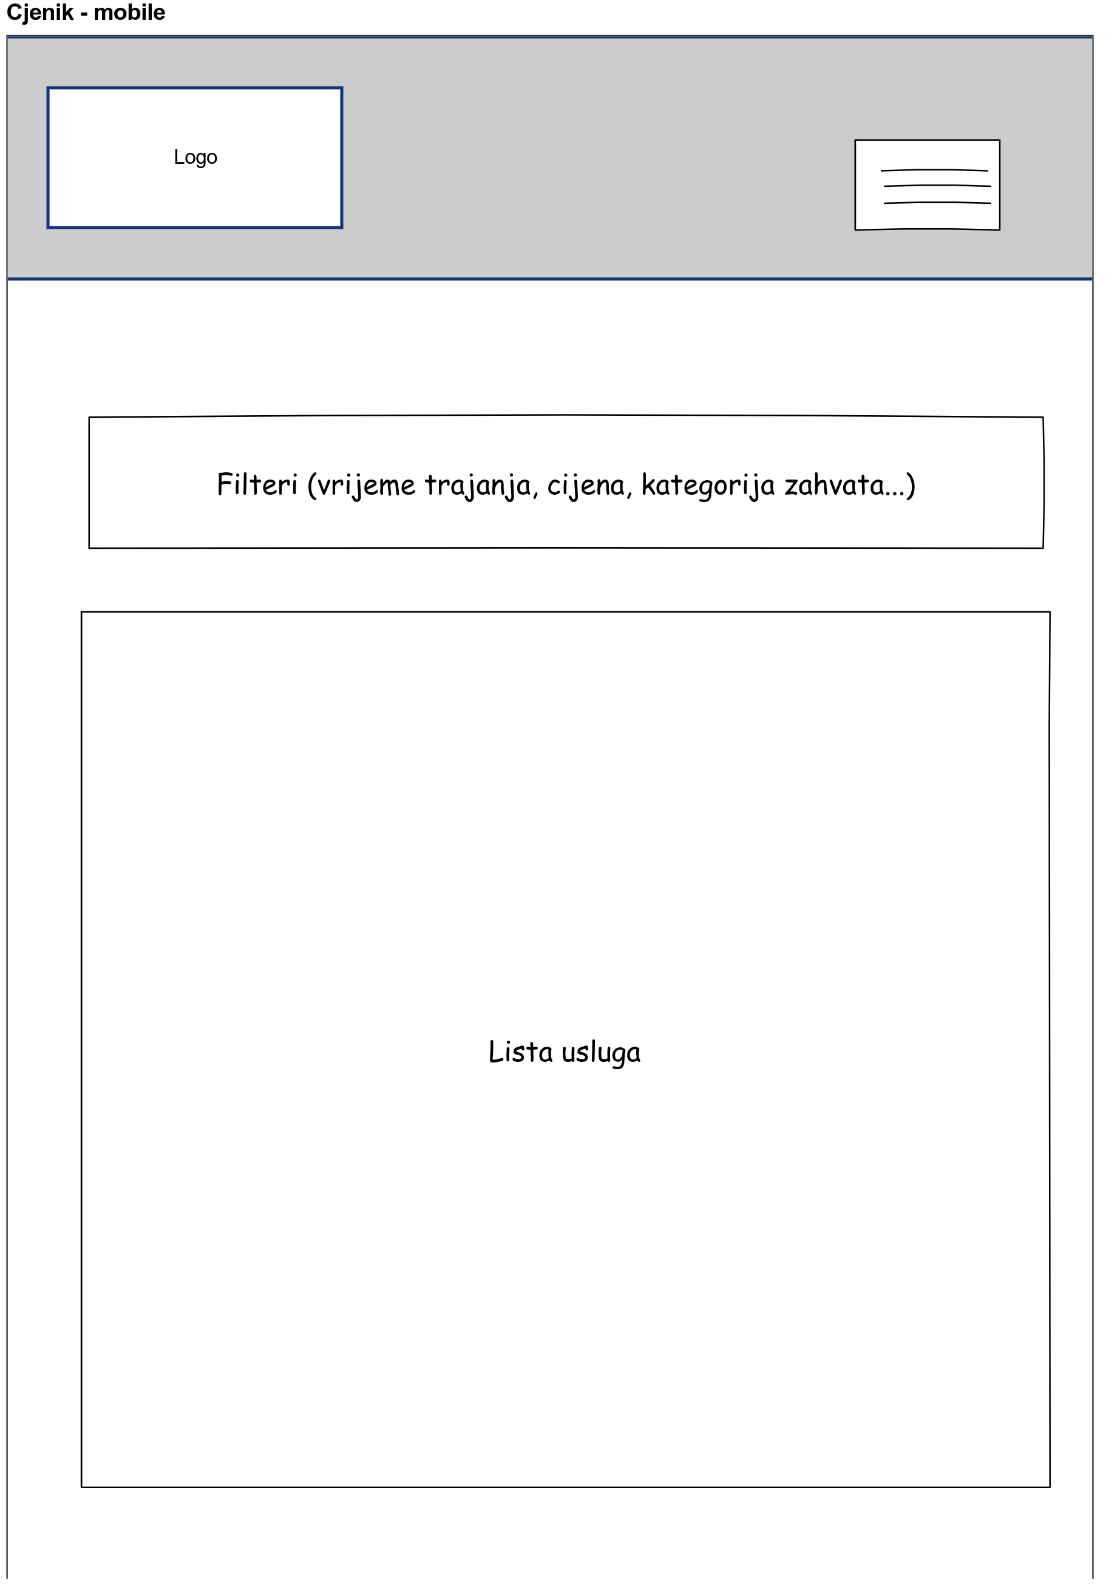 Cjenik - mobile
Logo
Filteri (vrijeme trajanja, cijena, kategorija zahvata...)
Lista usluga